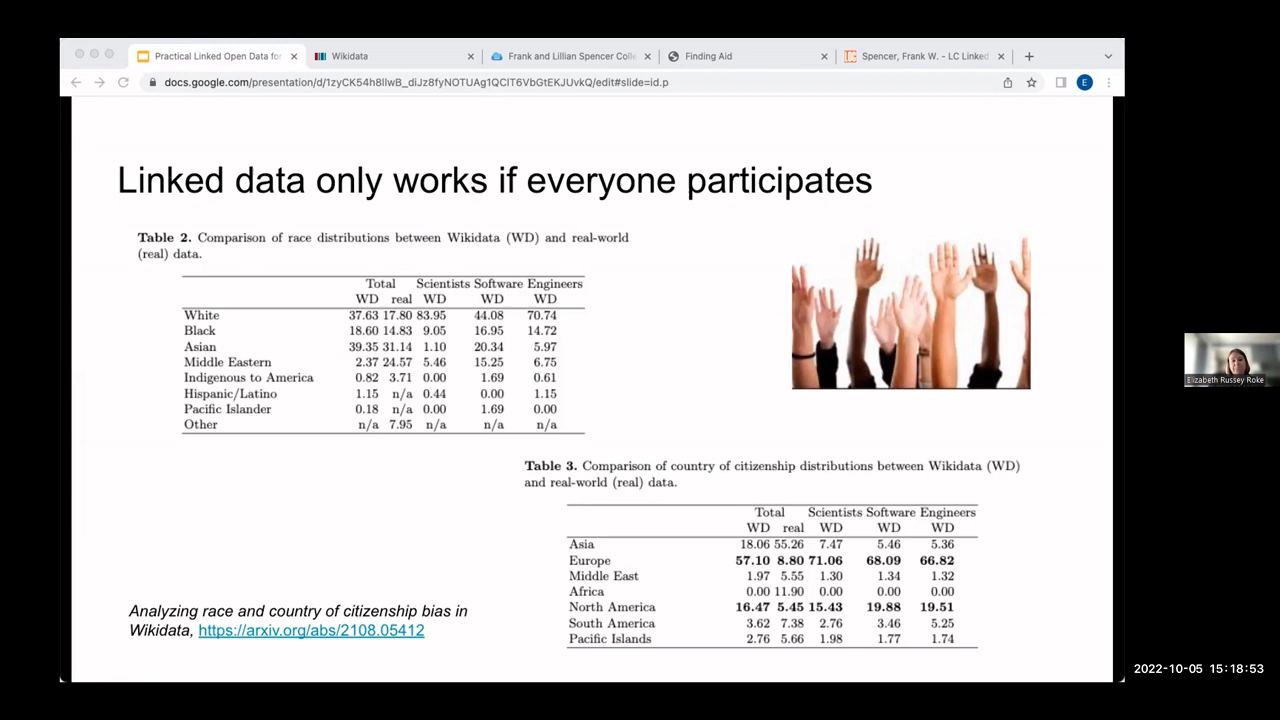 Practical Linked Open Data for
Wikidata
Frank and Lillian Spencer Colle
Finding Aid
Spencer, Frank W. - LC Linked
docs.google.com/presentation/d/1zyCK54h8IlwB_diJz8fyNOTUAg1QClT6VbGtEKJUvkQ/edit#slide=id.p
E
Linked data only works if everyone participates
Table 2. Comparison of race distributions between Wikidata (WD) and real-world
(real) data.
Total Scientists Software Engineers
WD real WD WD WD
White 37.63 17.80 83.95 44.08 70.74
Black 18.60 14.83 9.05 16.95 14.72
Asian 39.35 31.14 1.10 20.34 5.97
Middle Eastern 2.37 24.57 5.46 15.25 6.75
Indigenous to America 0.82 3.71 0.00 1.69 0.61
Hispanic/Latino 1.15 n/a 0.44 0.00 1.15
Pacific Islander 0.18 n/a 0.00 1.69 0.00
Other n/a 7.95 n/a n/a n/a
Table 3. Comparison of country of citizenship distributions between Wikidata (WD)
and real-world (real) data.
Total Scientists Software Engineers
WD real WD WD WD
Asia 18.06 55.26 7.47 5.46 5.36
Europe 57.10 8.80 71.06 68.09 66.82
Middle East 1.97 5.55 1.30 1.34 1.32
Africa 0.00 11.90 0.00 0.00 0.00
North America 16.47 5.45 15.43 19.88 19.51
South America 3.62 7.38 2.76 3.46 5.25
Pacific Islands 2.76 5.66 1.98 1.77 1.74
Analyzing race and country of citizenship bias in
Wikidata, https://arxiv.org/abs/2108.05412
Elizabeth Russey Roke
2022-10-05 15:18:53